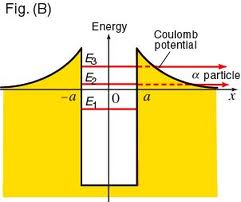 Fig. (B)
Energy
Coulomb
potential
E3
E2
α particle
−a
0
a
x
E1